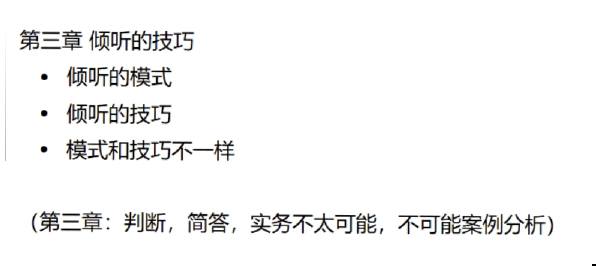 第三章 倾听的技巧
• 倾听的模式
• 倾听的技巧
• 模式和技巧不一样
（第三章：判断，简答，实务不太可能，不可能案例分析）